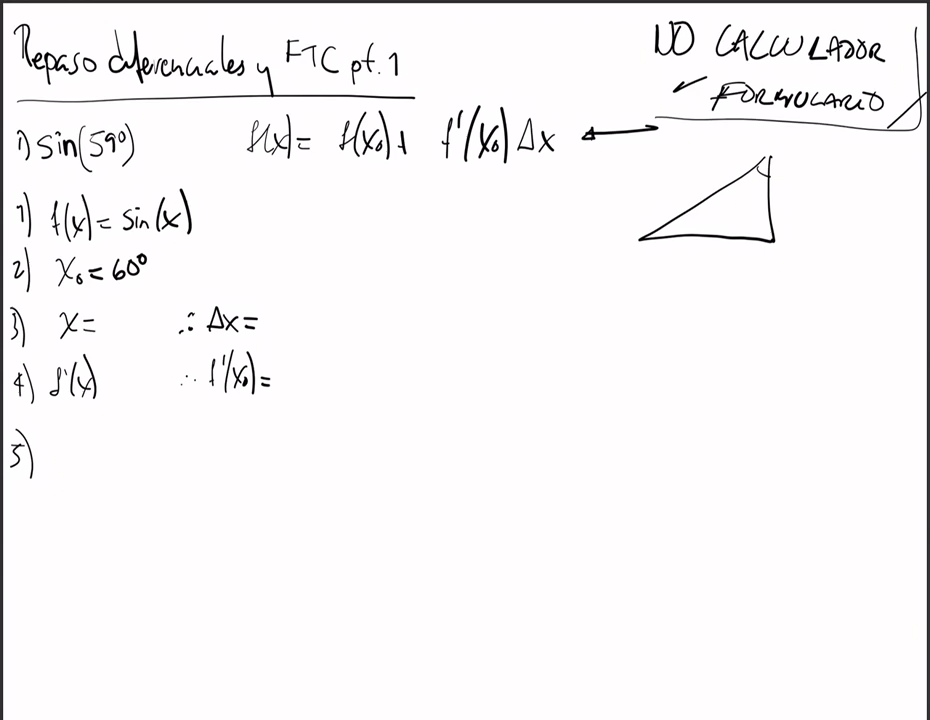 Repaso diferenciales y FTC pt. 1
NO CALCULADOR
✓ FORMULARIO
1) sin(59°) f(x) = f(x₀) + f'(x₀) Δx
1) f(x) = sin(x)
2) x₀ = 60°
3) x = ∴ Δx =
4) f'(x) ∴ f'(x₀) =
5)